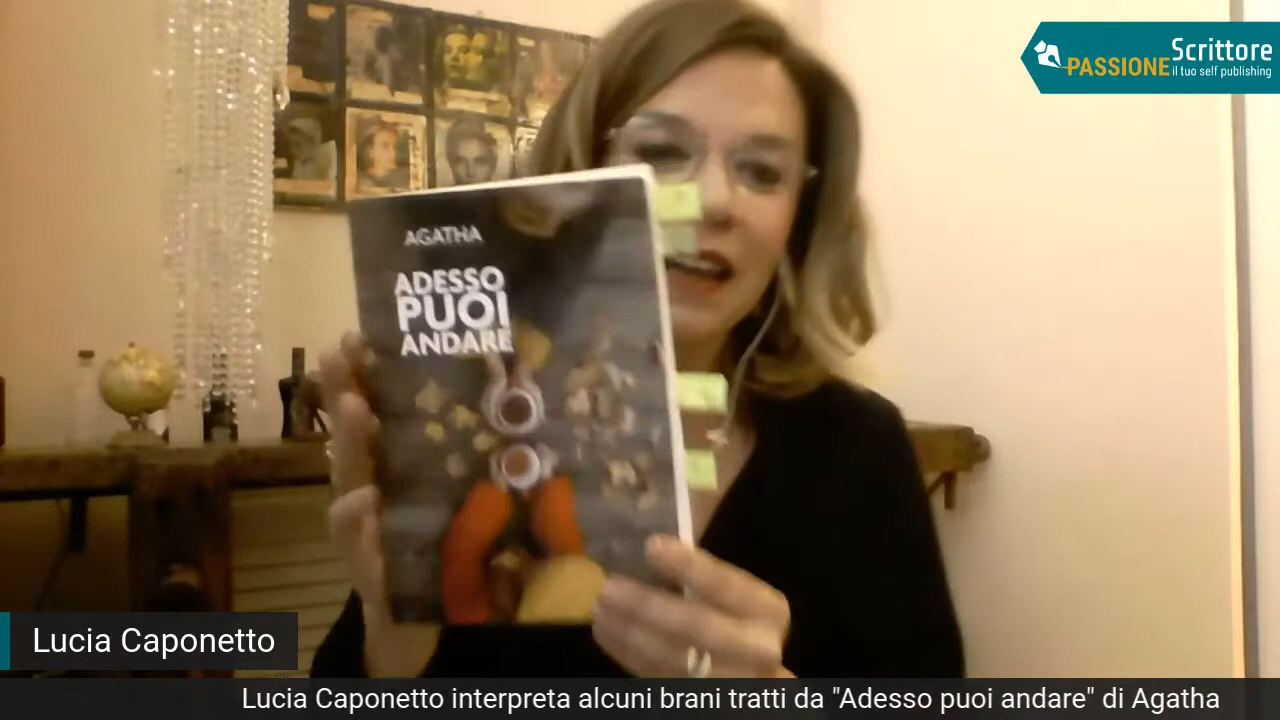 PASSIONE Scrittore
il tuo self publishing
AGATHA
ADESSO
PUOI
ANDARE
Lucia Caponetto
Lucia Caponetto interpreta alcuni brani tratti da "Adesso puoi andare" di Agatha